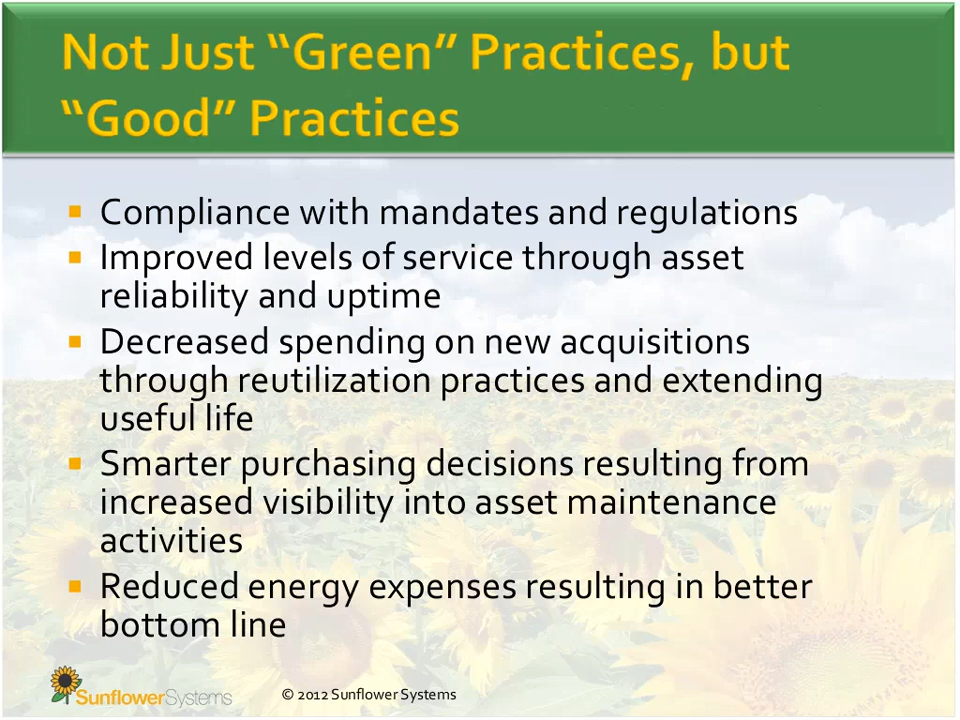 Not Just “Green” Practices, but
“Good” Practices
Compliance with mandates and regulations
Improved levels of service through asset
reliability and uptime
Decreased spending on new acquisitions
through reutilization practices and extending
useful life
Smarter purchasing decisions resulting from
increased visibility into asset maintenance
activities
Reduced energy expenses resulting in better
bottom line
SunflowerSystems
© 2012 Sunflower Systems